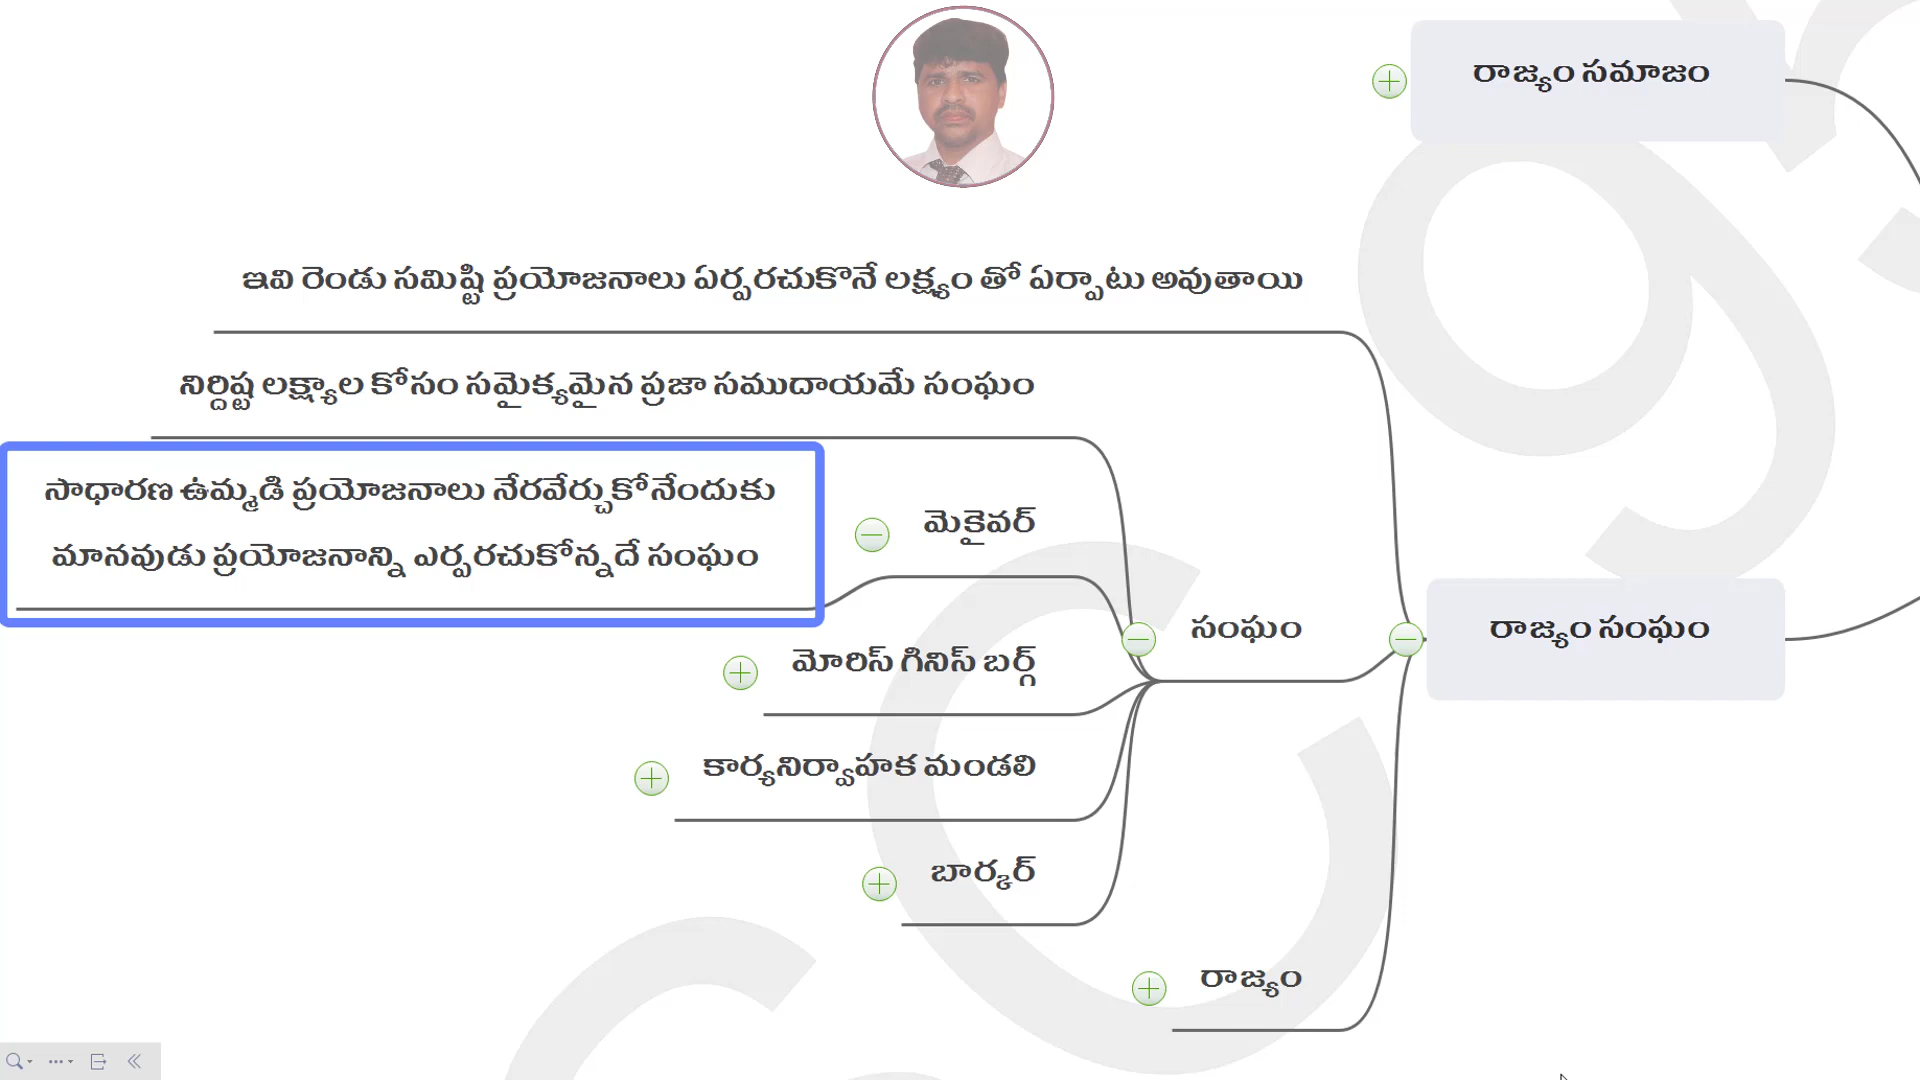 రాజ్యం సమాజం
ఇవి రెండు సమిష్టి ప్రయోజనాలు ఏర్పరచుకొనే లక్ష్యం తో ఏర్పాటు అవుతాయి
నిర్దిష్ట లక్ష్యాల కోసం సమైక్యమైన ప్రజా సముదాయమే సంఘం
సాధారణ ఉమ్మడి ప్రయోజనాలు నేరవేర్చుకోనేందుకు
మానవుడు ప్రయోజనాన్ని ఎర్పరచుకోన్నదే సంఘం
మెకైవర్
సంఘం
రాజ్యం సంఘం
మోరిస్ గినిస్ బర్గ్
కార్యనిర్వాహక మండలి
బార్కర్
రాజ్యం